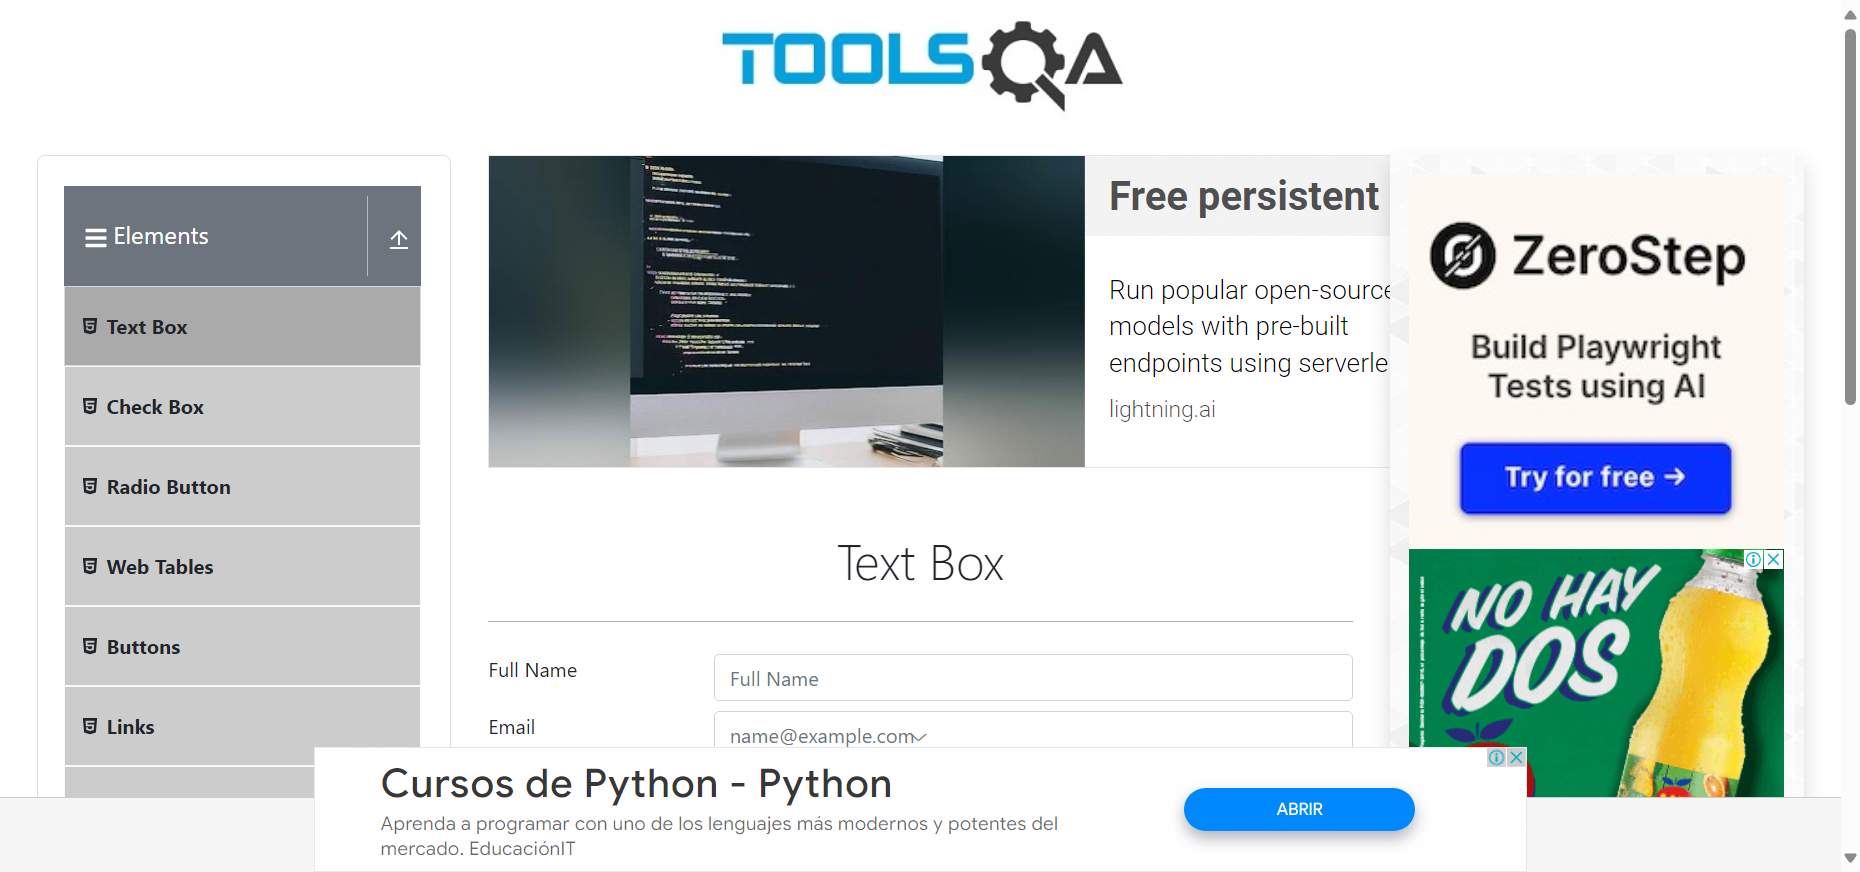 TOOLSQA
Elements
Text Box
Check Box
Radio Button
Web Tables
Buttons
Links
Free persistent
Run popular open-source
models with pre-built
endpoints using serverle
lightning.ai
Text Box
Full Name
Full Name
Email
name@example.com
ZeroStep
Build Playwright
Tests using AI
Try for free →
NO HAY
DOS
Cursos de Python - Python
Aprenda a programar con uno de los lenguajes más modernos y potentes del
mercado. EducaciónIT
ABRIR